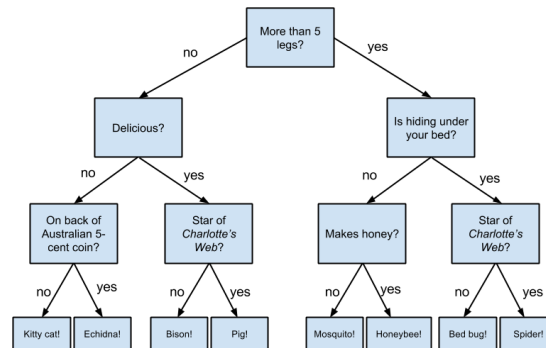 More than 5
legs?
no
yes
Delicious?
Is hiding under
your bed?
no
yes
no
yes
On back of
Australian 5-
cent coin?
Star of
Charlotte's
Web?
Makes honey?
Star of
Charlotte's
Web?
no
yes
no
yes
no
yes
no
yes
Kitty cat!
Echidna!
Bison!
Pig!
Mosquito!
Honeybee!
Bed bug!
Spider!